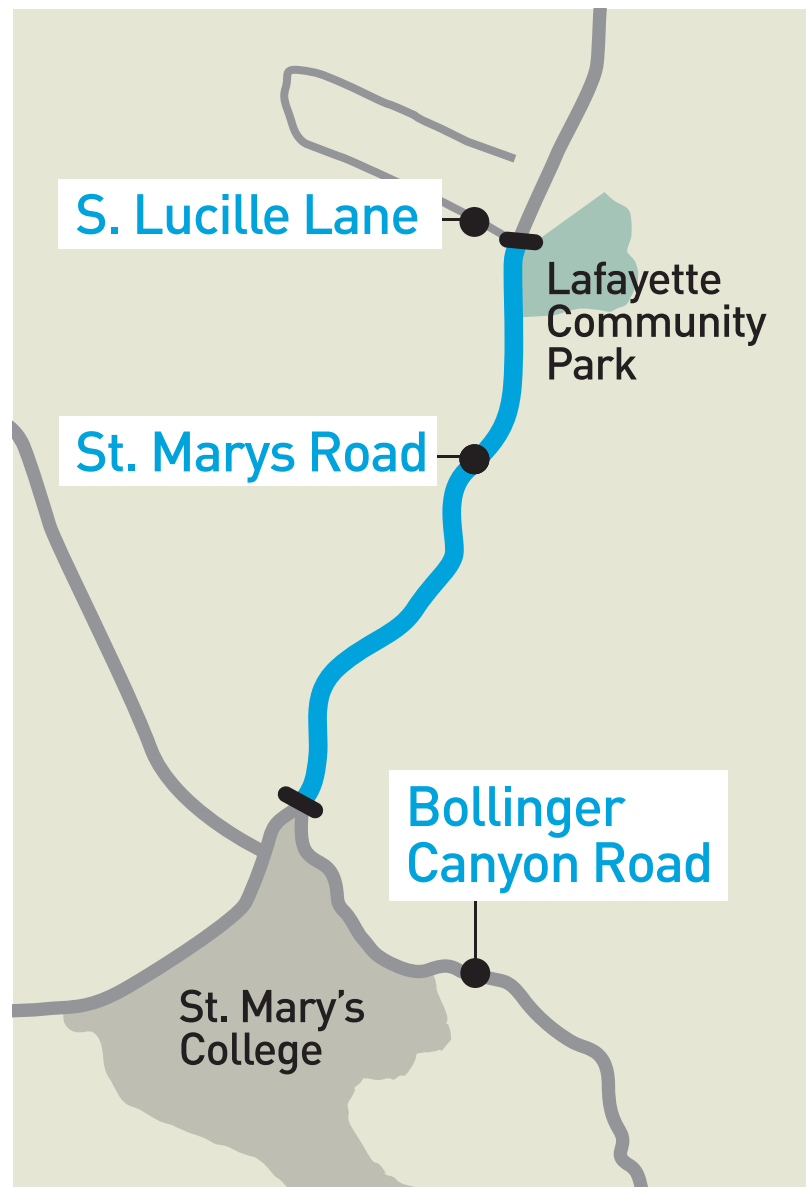 S. Lucille Lane
Lafayette
Community
Park
St. Marys Road
Bollinger
Canyon Road
St. Mary’s
College